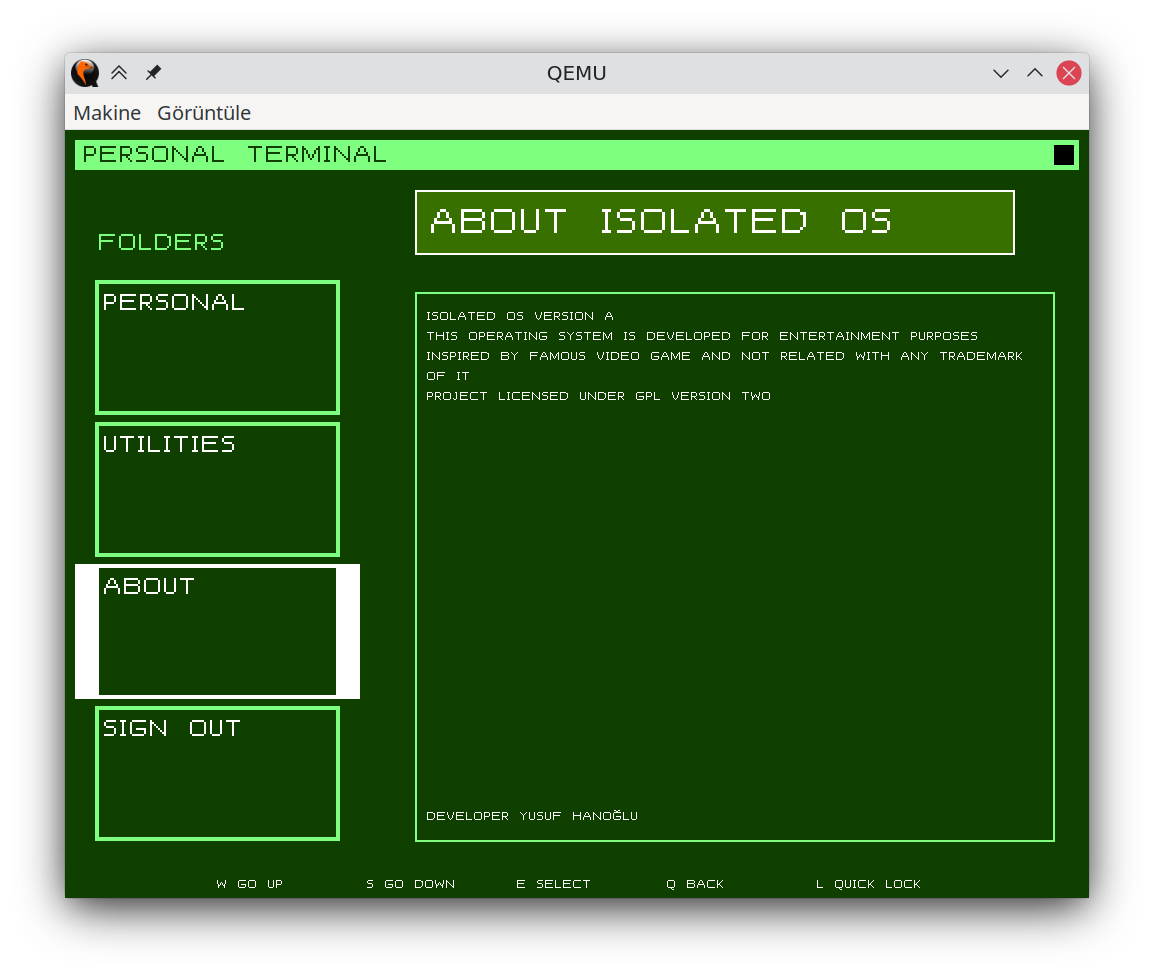 QEMU
Makine Görüntüle
PERSONAL TERMINAL
FOLDERS
PERSONAL
UTILITIES
ABOUT
SIGN OUT
ABOUT ISOLATED OS
ISOLATED OS VERSION A
THIS OPERATING SYSTEM IS DEVELOPED FOR ENTERTAINMENT PURPOSES
INSPIRED BY FAMOUS VIDEO GAME AND NOT RELATED WITH ANY TRADEMARK
OF IT
PROJECT LICENSED UNDER GPL VERSION TWO
DEVELOPER YUSUF HANOĞLU
W GO UP S GO DOWN E SELECT Q BACK L QUICK LOCK